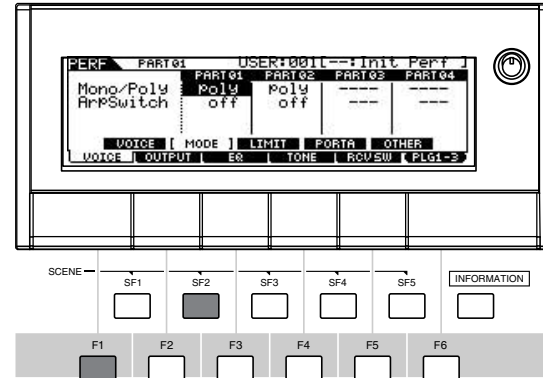 PERF PART01 USER:001[--:Init Perf ]
PART01 PART02 PART03 PART04
Mono/Poly poly poly ---- ----
ArpSwitch off off --- ---
VOICE [ MODE ] LIMIT PORTA OTHER
VOICE OUTPUT EQ TONE RCVSW PLG1-3
SCENE
SF1 SF2 SF3 SF4 SF5 INFORMATION
F1 F2 F3 F4 F5 F6